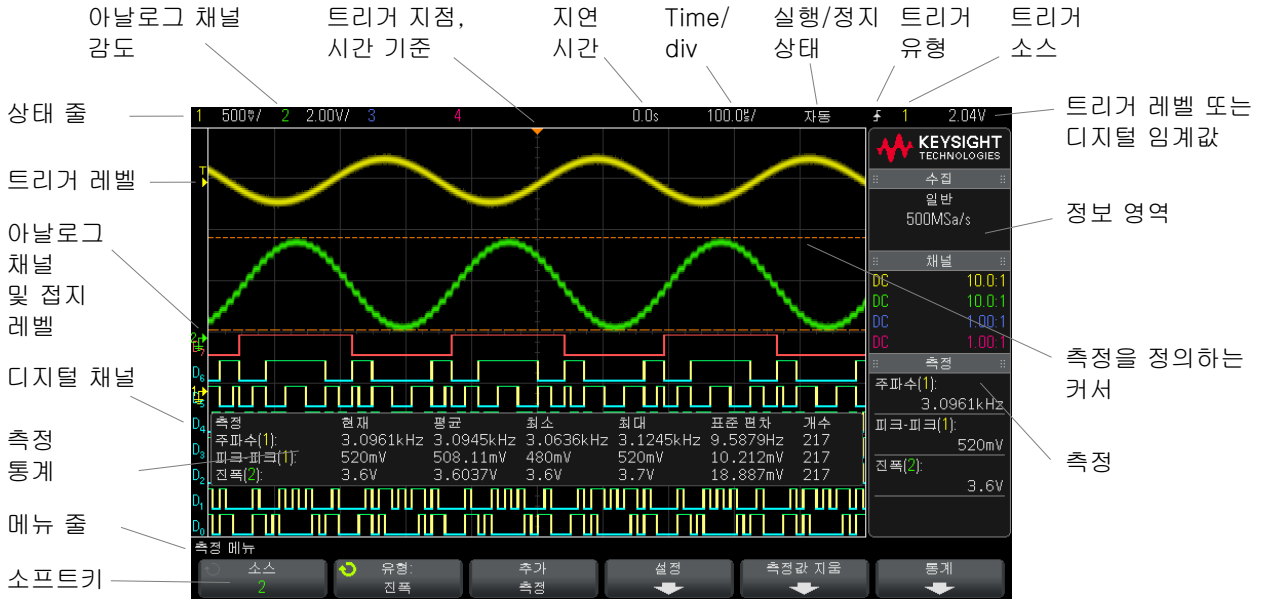 아날로그 채널
감도
트리거 지점,
시간 기준
지연
시간
Time/
div
실행/정지
상태
트리거
유형
트리거
소스
상태 줄
트리거 레벨
아날로그
채널
및 접지
레벨
디지털 채널
측정
통계
메뉴 줄
소프트키
트리거 레벨 또는
디지털 임계값
정보 영역
측정을 정의하는
커서
측정
1 500mV/ 2 2.00V/ 3 4 0.0s 100.0us/ 자동 1 2.04V
T
KEYSIGHT
TECHNOLOGIES
수집
일반
500MSa/s
채널
DC 10.0:1
DC 10.0:1
DC 1.00:1
DC 1.00:1
측정
주파수(1):
3.0961kHz
피크-피크(1):
520mV
진폭(2):
3.6V
D6
D4
D3
D2
D1
D0
측정 현재 평균 최소 최대 표준 편차 개수
주파수(1): 3.0961kHz 3.0945kHz 3.0636kHz 3.1245kHz 9.5879Hz 217
피크-피크(1): 520mV 508.11mV 480mV 520mV 10.212mV 217
진폭(2): 3.6V 3.6037V 3.6V 3.7V 18.887mV 217
측정 메뉴
소스
2
유형:
진폭
추가
측정
설정
측정값 지움
통계